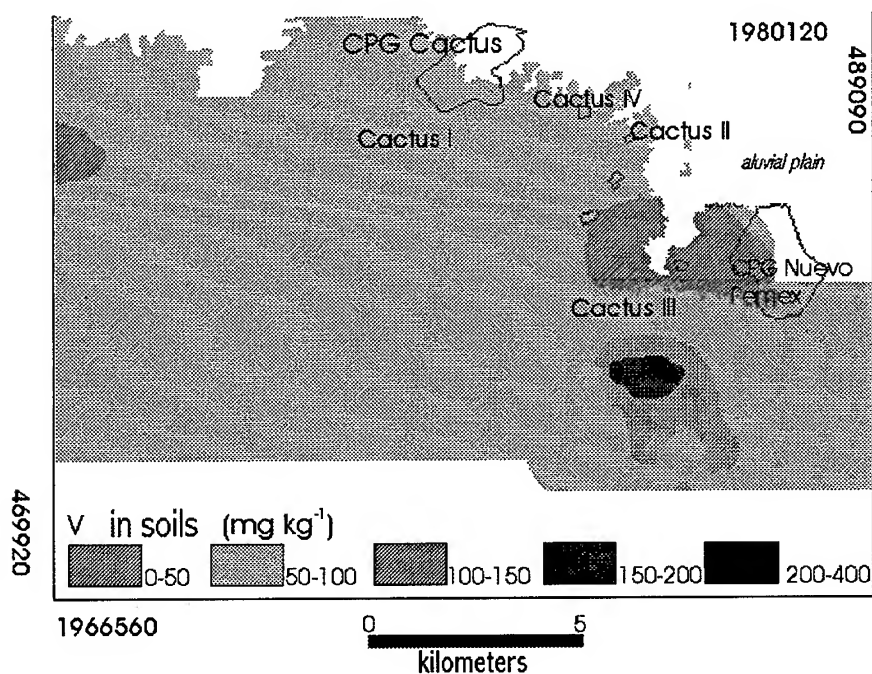 CPG Cactus
1980120
489090
Cactus IV
Cactus I
Cactus II
aluvial plain
CPG Nuevo
Pemex
Cactus III
469920
V in soils (mg kg-1)
0-50
50-100
100-150
150-200
200-400
1966560
0
5
kilometers